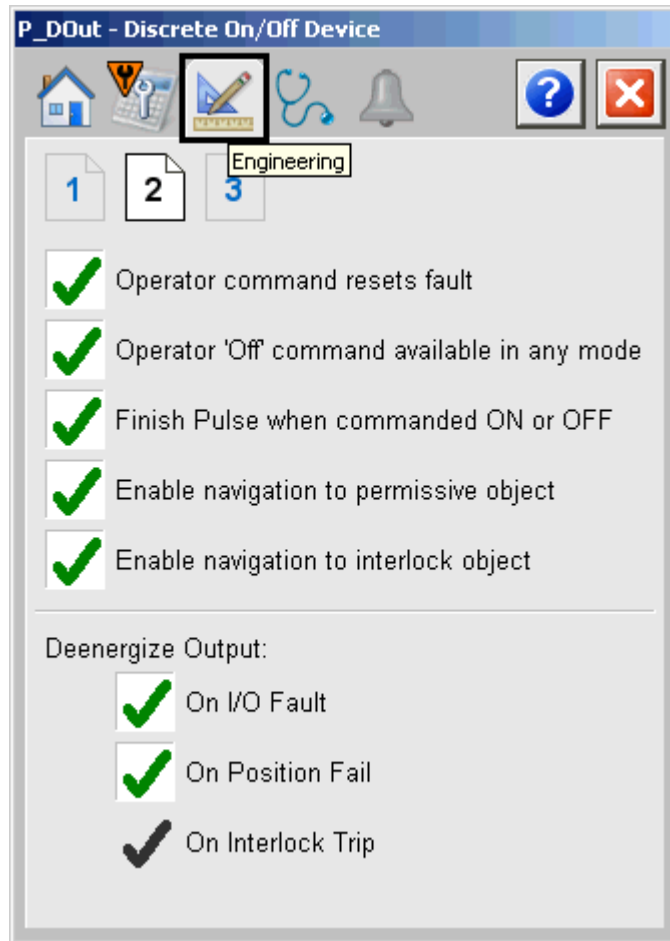 P_DOut - Discrete On/Off Device
?
Engineering
1 2 3
Operator command resets fault
Operator 'Off' command available in any mode
Finish Pulse when commanded ON or OFF
Enable navigation to permissive object
Enable navigation to interlock object
Deenergize Output:
On I/O Fault
On Position Fail
On Interlock Trip